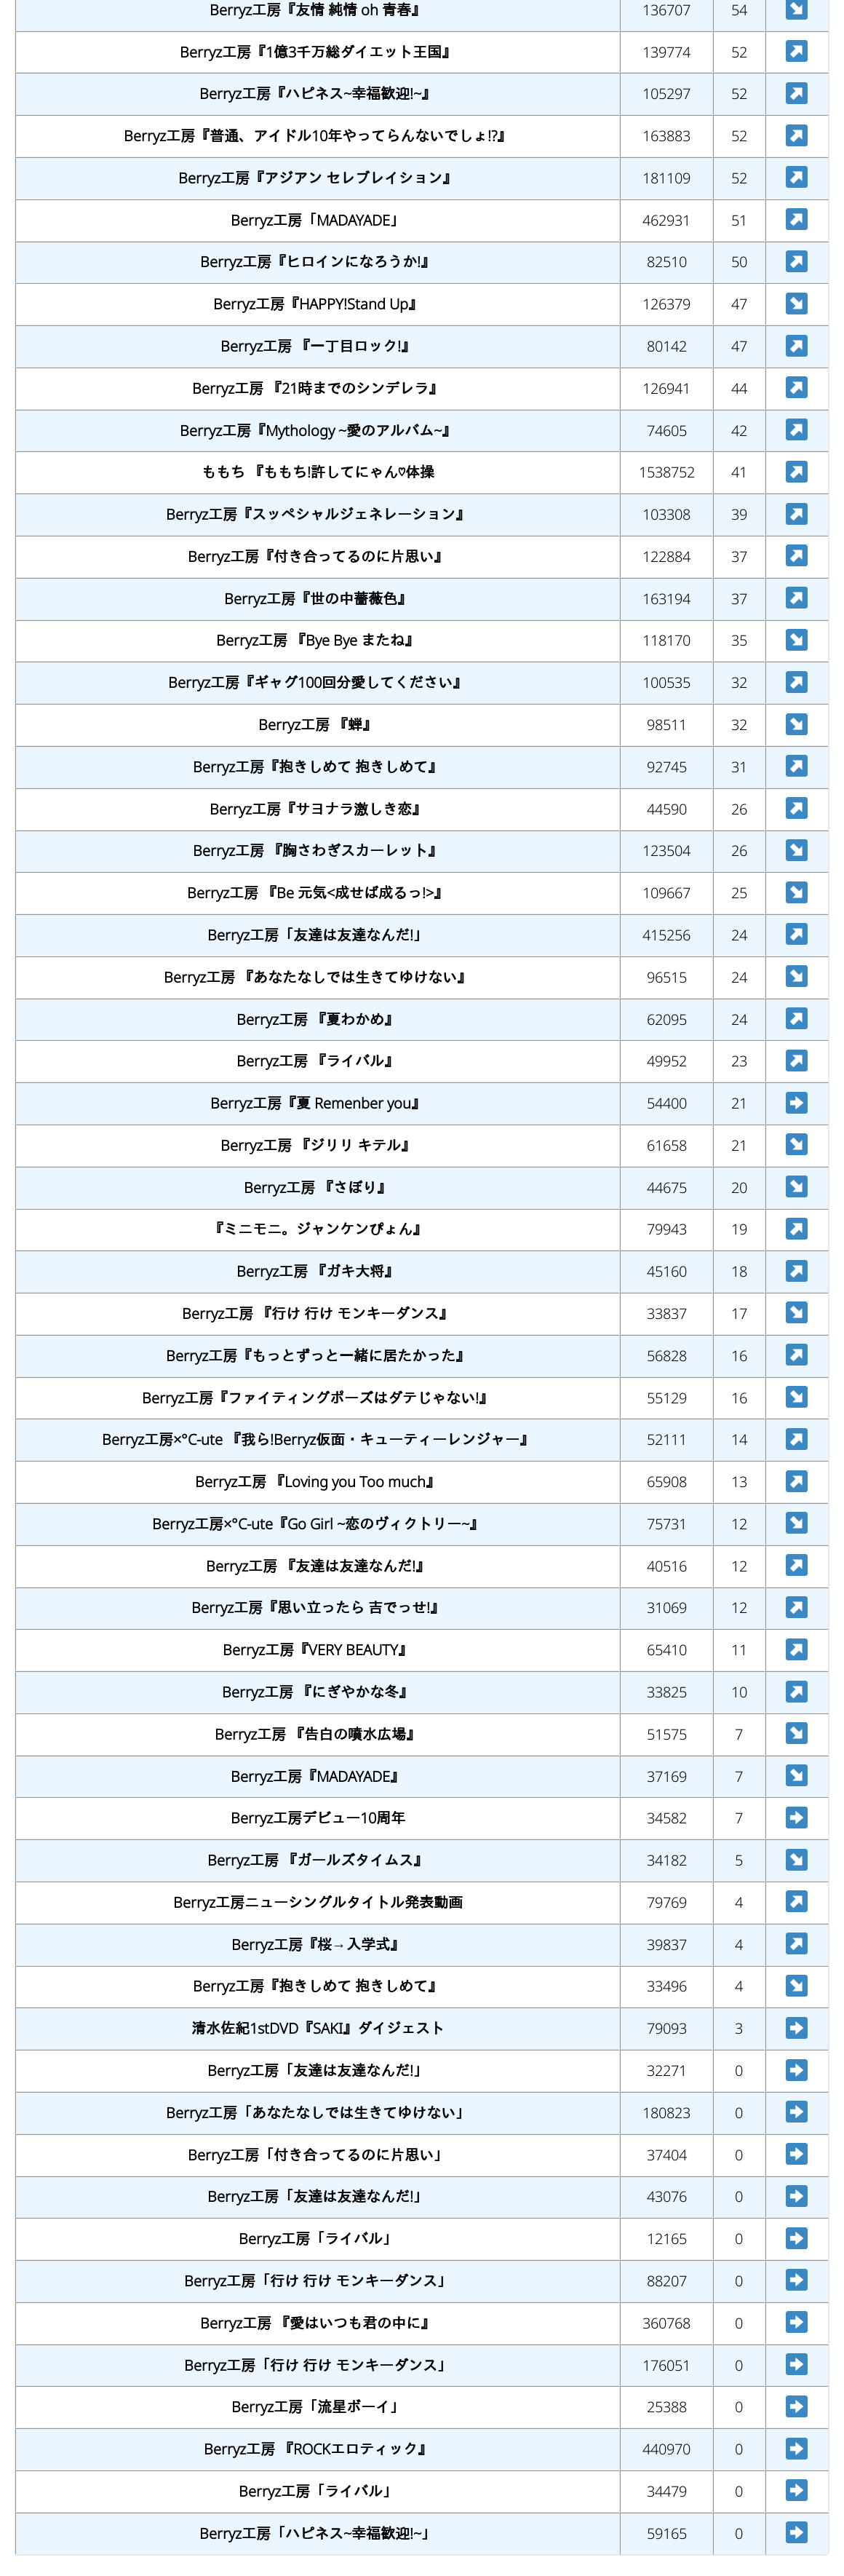 Berryz工房『友情 純情 oh 青春』 136707 54
Berryz工房『1億3千万総ダイエット王国』 139774 52
Berryz工房『ハピネス~幸福歓迎!~』 105297 52
Berryz工房『普通、アイドル10年やってらんないでしょ!?』 163883 52
Berryz工房『アジアン セレブレイション』 181109 52
Berryz工房「MADAYADE」 462931 51
Berryz工房『ヒロインになろうか!』 82510 50
Berryz工房『HAPPY!Stand Up』 126379 47
Berryz工房 『一丁目ロック!』 80142 47
Berryz工房 『21時までのシンデレラ』 126941 44
Berryz工房『Mythology ~愛のアルバム~』 74605 42
ももち 『ももち!許してにゃん♡体操 1538752 41
Berryz工房『スッペシャルジェネレーション』 103308 39
Berryz工房『付き合ってるのに片思い』 122884 37
Berryz工房『世の中薔薇色』 163194 37
Berryz工房 『Bye Bye またね』 118170 35
Berryz工房『ギャグ100回分愛してください』 100535 32
Berryz工房 『蝉』 98511 32
Berryz工房『抱きしめて 抱きしめて』 92745 31
Berryz工房『サヨナラ激しき恋』 44590 26
Berryz工房 『胸さわぎスカーレット』 123504 26
Berryz工房 『Be 元気<成せば成るっ!>』 109667 25
Berryz工房「友達は友達なんだ!」 415256 24
Berryz工房 『あなたなしでは生きてゆけない』 96515 24
Berryz工房 『夏わかめ』 62095 24
Berryz工房 『ライバル』 49952 23
Berryz工房『夏 Remenber you』 54400 21
Berryz工房 『ジリリ キテル』 61658 21
Berryz工房 『さぼり』 44675 20
『ミニモニ。ジャンケンぴょん』 79943 19
Berryz工房 『ガキ大将』 45160 18
Berryz工房 『行け 行け モンキーダンス』 33837 17
Berryz工房『もっとずっと一緒に居たかった』 56828 16
Berryz工房『ファイティングポーズはダテじゃない!』 55129 16
Berryz工房×°C-ute 『我ら!Berryz仮面・キューティーレンジャー』 52111 14
Berryz工房 『Loving you Too much』 65908 13
Berryz工房×°C-ute『Go Girl ~恋のヴィクトリー~』 75731 12
Berryz工房 『友達は友達なんだ!』 40516 12
Berryz工房『思い立ったら 吉でっせ!』 31069 12
Berryz工房『VERY BEAUTY』 65410 11
Berryz工房 『にぎやかな冬』 33825 10
Berryz工房 『告白の噴水広場』 51575 7
Berryz工房『MADAYADE』 37169 7
Berryz工房デビュー10周年 34582 7
Berryz工房 『ガールズタイムス』 34182 5
Berryz工房ニューシングルタイトル発表動画 79769 4
Berryz工房『桜→入学式』 39837 4
Berryz工房『抱きしめて 抱きしめて』 33496 4
清水佐紀1stDVD『SAKI』ダイジェスト 79093 3
Berryz工房「友達は友達なんだ!」 32271 0
Berryz工房「あなたなしでは生きてゆけない」 180823 0
Berryz工房「付き合ってるのに片思い」 37404 0
Berryz工房「友達は友達なんだ!」 43076 0
Berryz工房「ライバル」 12165 0
Berryz工房「行け 行け モンキーダンス」 88207 0
Berryz工房 『愛はいつも君の中に』 360768 0
Berryz工房「行け 行け モンキーダンス」 176051 0
Berryz工房「流星ボーイ」 25388 0
Berryz工房 『ROCKエロティック』 440970 0
Berryz工房「ライバル」 34479 0
Berryz工房「ハピネス~幸福歓迎!~」 59165 0